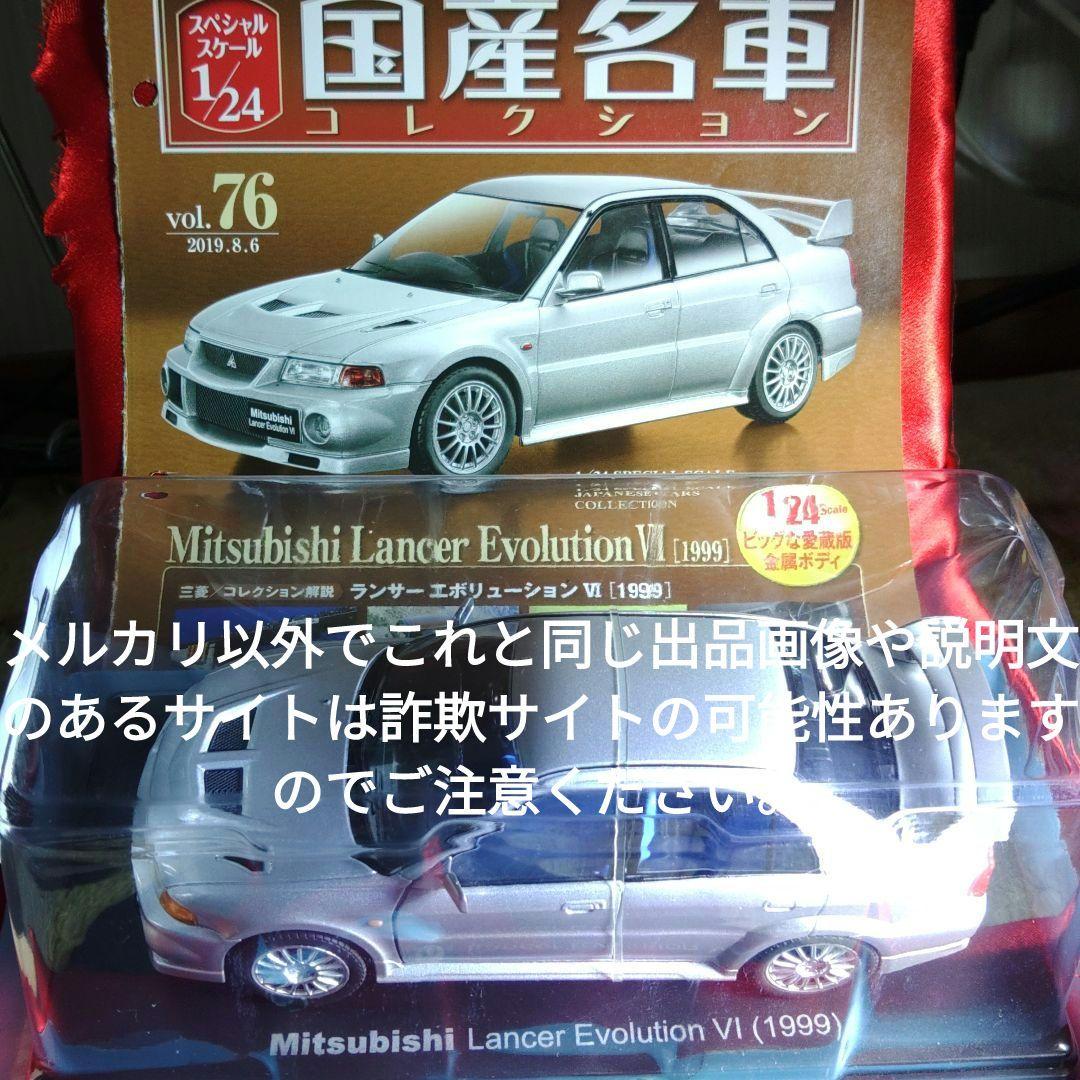 スペシャル
スケール
1/24
国産名車
コレクション
vol.76
2019.8.6
Mitsubishi
Lancer Evolution VI
1/24 SPECIAL SCALE
JAPANESE CARS
COLLECTION
1/24 Scale
ビッグな愛蔵版
金属ボディ
Mitsubishi Lancer Evolution VI [1999]
三菱/コレクション解説 ランサー エボリューション VI [1999]
メルカリ以外でこれと同じ出品画像や説明文
のあるサイトは詐欺サイトの可能性あります
のでご注意ください。
Mitsubishi Lancer Evolution VI (1999)